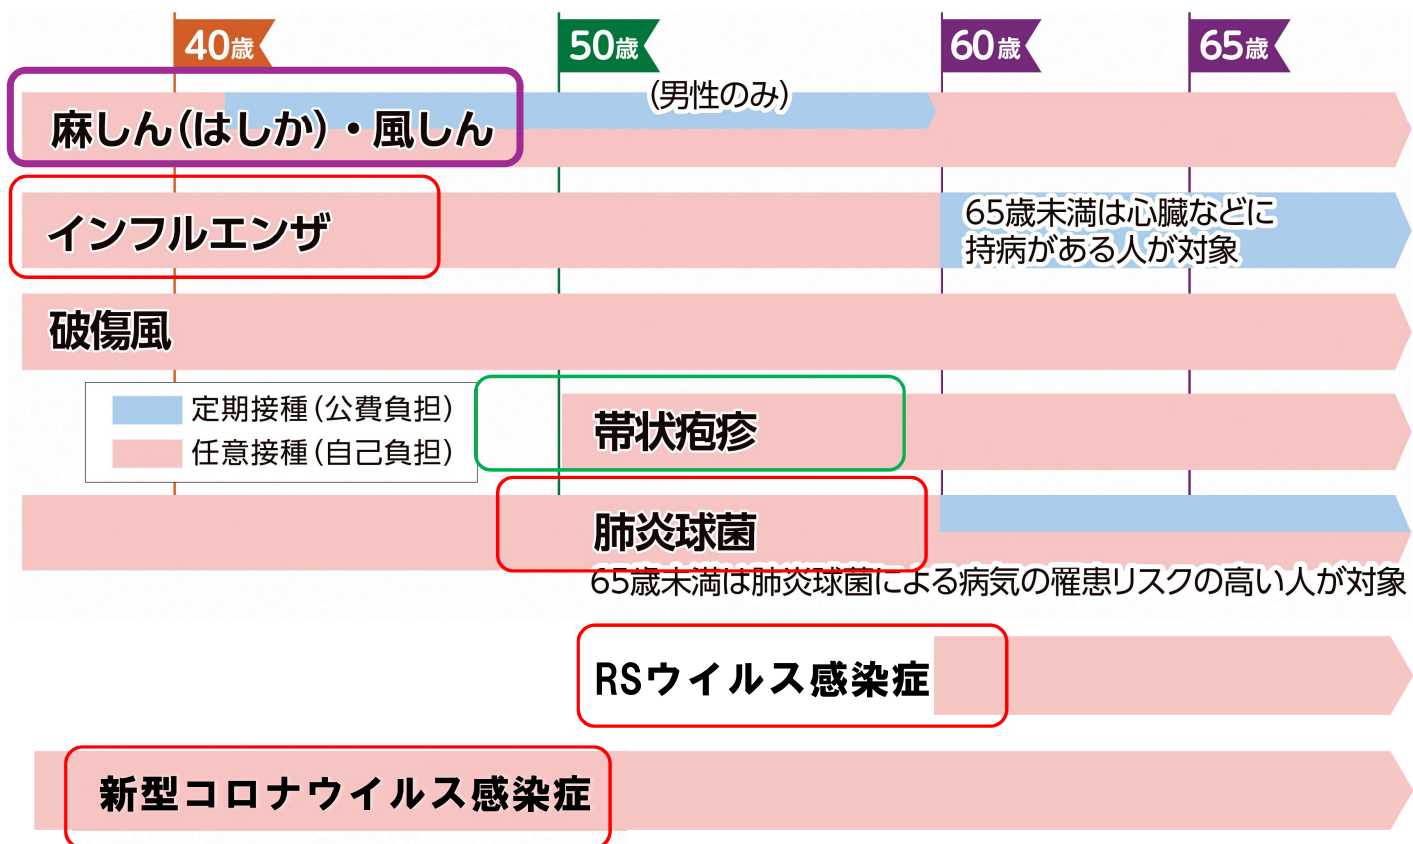 40歳
50歳
60歳
65歳
(男性のみ)
麻しん(はしか)・風しん
インフルエンザ
65歳未満は心臓などに
持病がある人が対象
破傷風
定期接種(公費負担)
任意接種(自己負担)
帯状疱疹
肺炎球菌
65歳未満は肺炎球菌による病気の罹患リスクの高い人が対象
RSウイルス感染症
新型コロナウイルス感染症